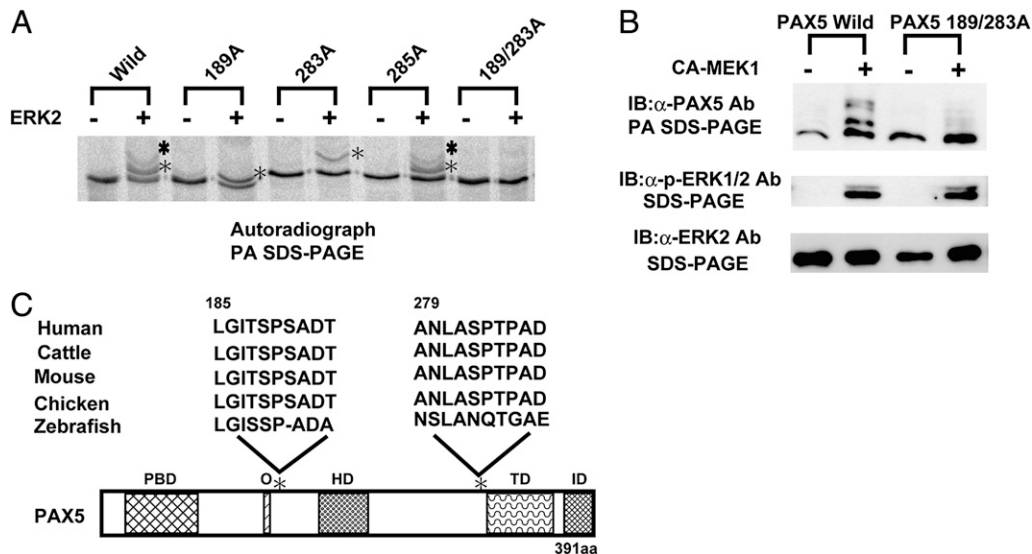 A
Wild 189A 283A 285A 189/283A
ERK2 - + - + - + - + - +
* * * * * *
Autoradiograph
PA SDS-PAGE
B
PAX5 Wild PAX5 189/283A
CA-MEK1 - + - +
IB:α-PAX5 Ab
PA SDS-PAGE
IB:α-p-ERK1/2 Ab
SDS-PAGE
IB:α-ERK2 Ab
SDS-PAGE
C
185 279
Human LGITSPSADT ANLASPTPAD
Cattle LGITSPSADT ANLASPTPAD
Mouse LGITSPSADT ANLASPTPAD
Chicken LGITSPSADT ANLASPTPAD
Zebrafish LGISSP-ADA NSLANQTGAE
PBD O * HD * TD ID
PAX5
391aa